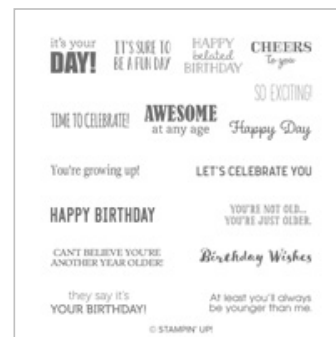 it's your
DAY!
IT'S SURE TO
BE A FUN DAY
HAPPY
belated
BIRTHDAY
CHEERS
to you
SO EXCITING!
TIME TO CELEBRATE!
AWESOME
at any age
Happy Day
You're growing up!
LET'S CELEBRATE YOU
HAPPY BIRTHDAY
YOU'RE NOT OLD...
YOU'RE JUST OLDER.
CAN'T BELIEVE YOU'RE
ANOTHER YEAR OLDER!
Birthday Wishes
they say it's
YOUR BIRTHDAY!
At least you'll always
be younger than me.
© STAMPIN' UP!